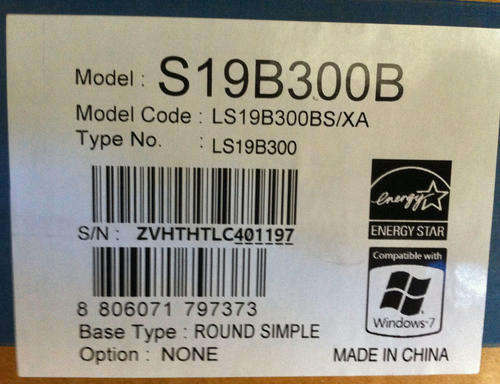 Model : S19B300B
Model Code : LS19B300BS/XA
Type No. : LS19B300
energy
ENERGY STAR
S/N : ZVHTHTLC401197
Compatible with
Windows 7
8 806071 797373
Base Type : ROUND SIMPLE
Option : NONE
MADE IN CHINA